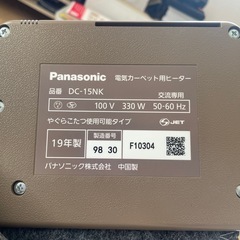 Panasonic 電気カーペット用ヒーター
品番 DC-15NK 交流専用
100 V 330 W 50-60 Hz
やぐらこたつ使用可能タイプ JET
19年製 製造番号 98 30 F10304
パナソニック株式会社 中国製